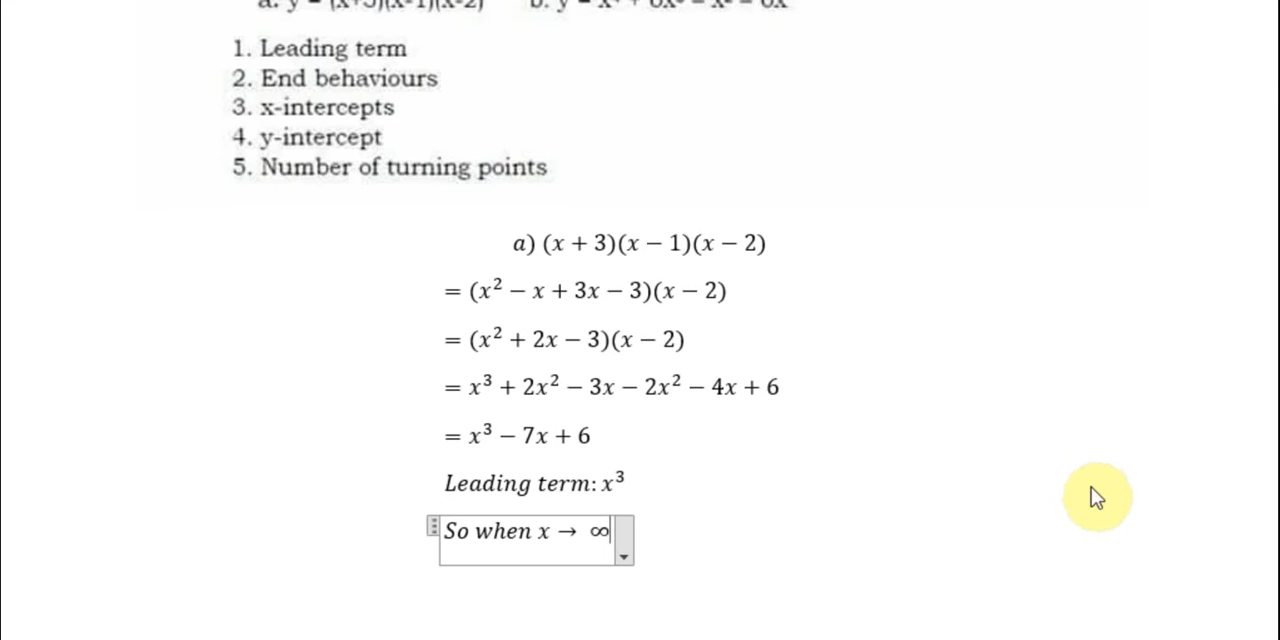 1. Leading term
2. End behaviours
3. x-intercepts
4. y-intercept
5. Number of turning points
a) (x + 3)(x − 1)(x − 2)
= (x² − x + 3x − 3)(x − 2)
= (x² + 2x − 3)(x − 2)
= x³ + 2x² − 3x − 2x² − 4x + 6
= x³ − 7x + 6
Leading term: x³
So when x → ∞